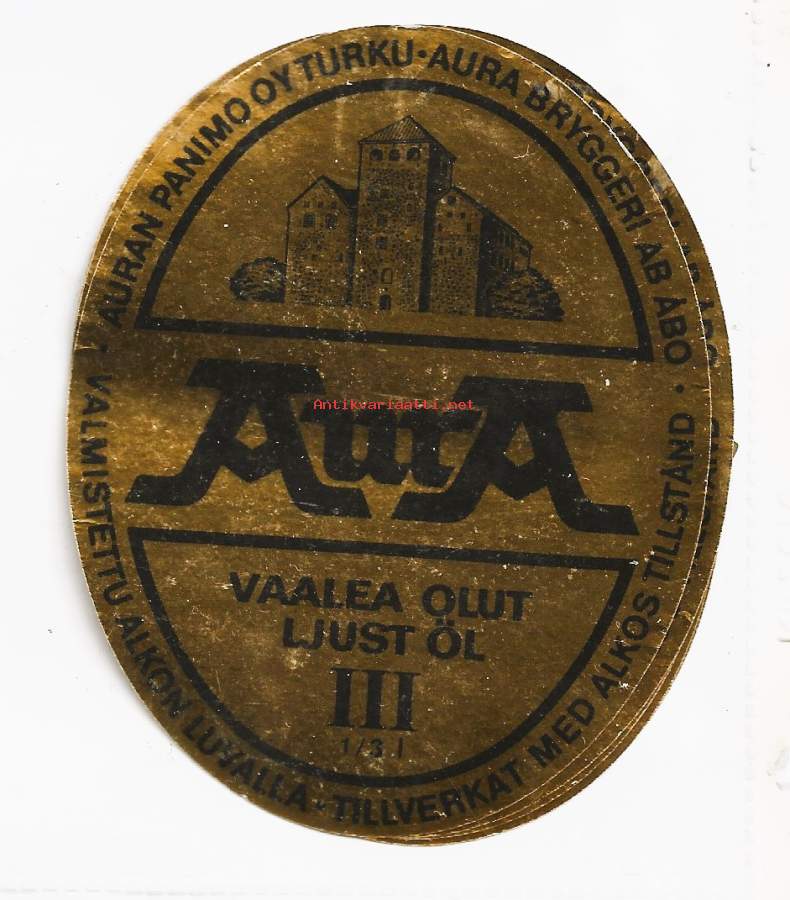 AURAN PANIMO OY TURKU · AURA BRYGGERI AB ÅBO ·
AurA
Antikvariaatti.net
VAALEA OLUT
LJUST ÖL
III
1/3 l
VALMISTETTU ALKON LUVALLA · TILLVERKAT MED ALKOS TILLSTÅND ·